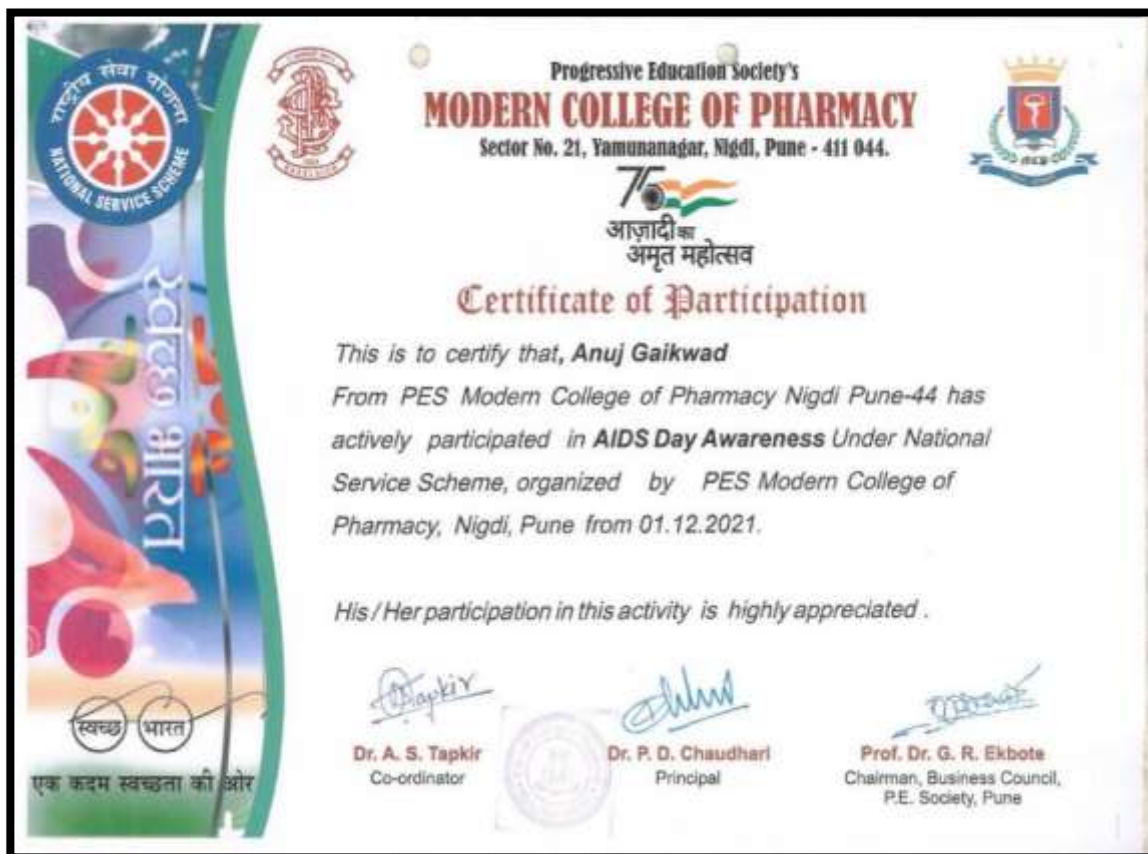 राष्ट्रीय सेवा योजना
NATIONAL SERVICE SCHEME
Progressive Education Society's
MODERN COLLEGE OF PHARMACY
Sector No. 21, Yamunanagar, Nigdi, Pune - 411 044.
75
आज़ादी का
अमृत महोत्सव
Certificate of Participation
This is to certify that, Anuj Gaikwad
From PES Modern College of Pharmacy Nigdi Pune-44 has
actively participated in AIDS Day Awareness Under National
Service Scheme, organized by PES Modern College of
Pharmacy, Nigdi, Pune from 01.12.2021.
His / Her participation in this activity is highly appreciated .
स्वच्छ भारत
स्वच्छ भारत
एक कदम स्वच्छता की ओर
Tapkir
Dr. A. S. Tapkir
Co-ordinator
Dr. P. D. Chaudhari
Principal
Prof. Dr. G. R. Ekbote
Chairman, Business Council,
P.E. Society, Pune